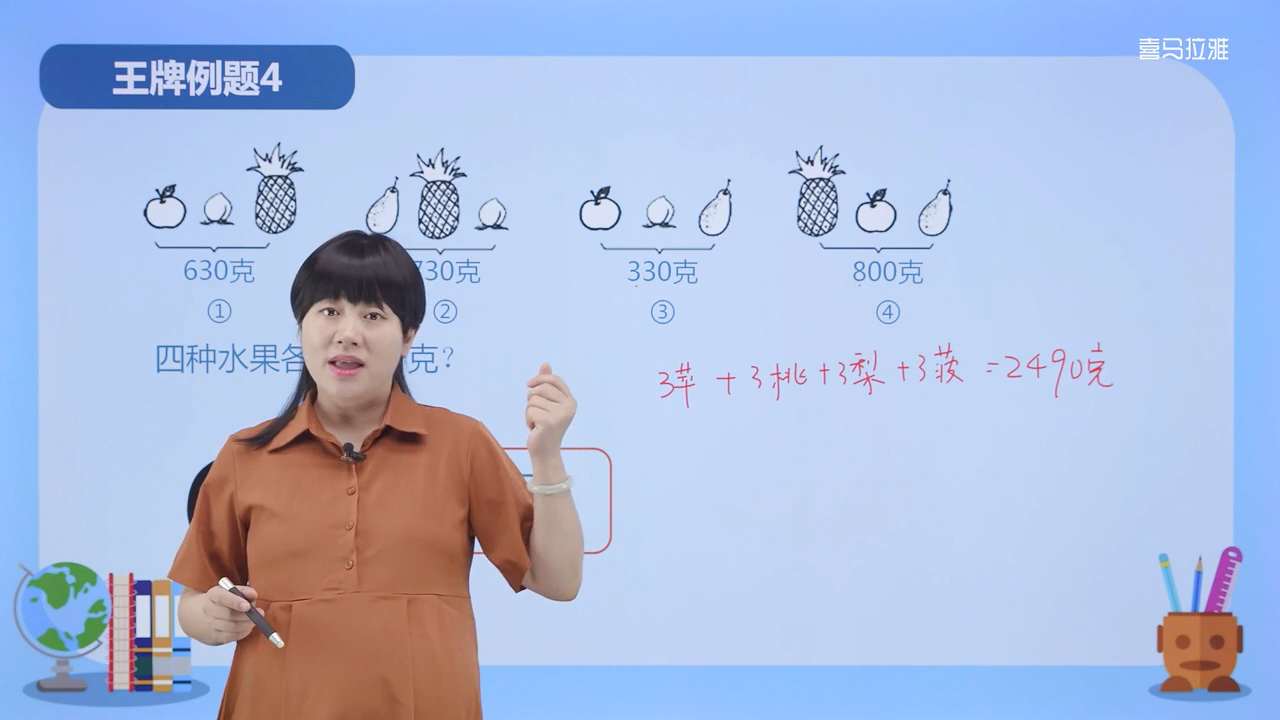 喜马拉雅
王牌例题4
630克
730克
330克
800克
①
②
③
④
四种水果各 克？
3苹+3桃+3梨+3菠=2490克